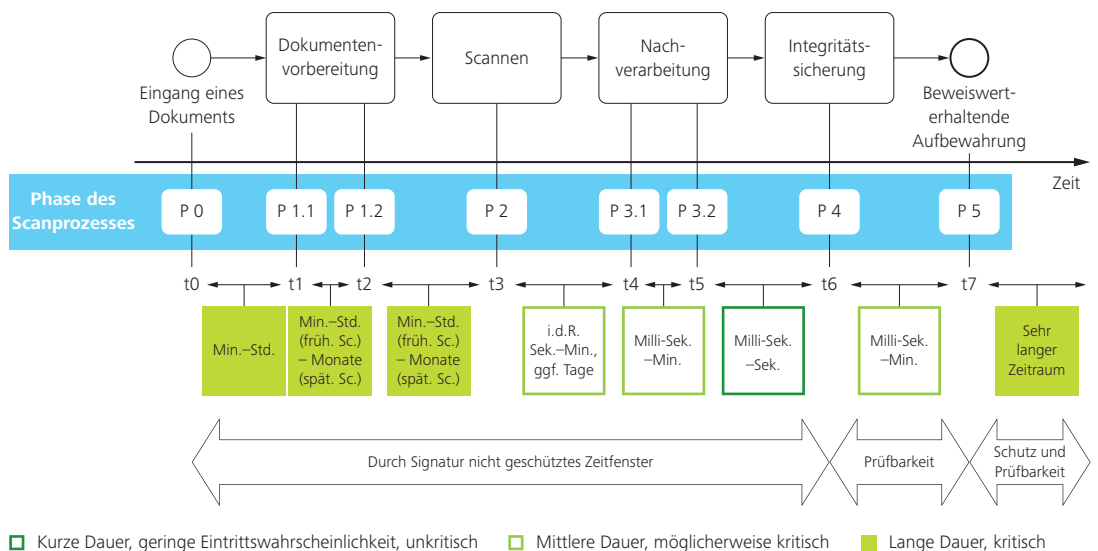 Dokumenten-
vorbereitung
Scannen
Nach-
verarbeitung
Integritäts-
sicherung
Eingang eines
Dokuments
Beweiswert-
erhaltende
Aufbewahrung
Zeit
Phase des
Scanprozesses
P 0
P 1.1
P 1.2
P 2
P 3.1
P 3.2
P 4
P 5
t0
t1
t2
t3
t4
t5
t6
t7
Min.–Std.
Min.–Std.
(früh. Sc.)
– Monate
(spät. Sc.)
Min.–Std.
(früh. Sc.)
– Monate
(spät. Sc.)
i.d.R.
Sek.–Min.,
ggf. Tage
Milli-Sek.
–Min.
Milli-Sek.
–Sek.
Milli-Sek.
–Min.
Sehr
langer
Zeitraum
Durch Signatur nicht geschütztes Zeitfenster
Prüfbarkeit
Schutz und
Prüfbarkeit
Kurze Dauer, geringe Eintrittswahrscheinlichkeit, unkritisch
Mittlere Dauer, möglicherweise kritisch
Lange Dauer, kritisch